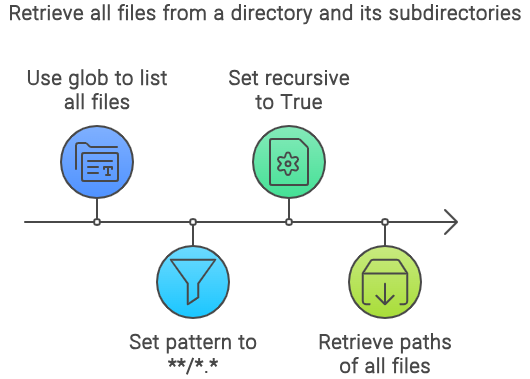 Retrieve all files from a directory and its subdirectories
Use glob to list
all files
Set recursive
to True
T
Set pattern to
**/*.*
Retrieve paths
of all files